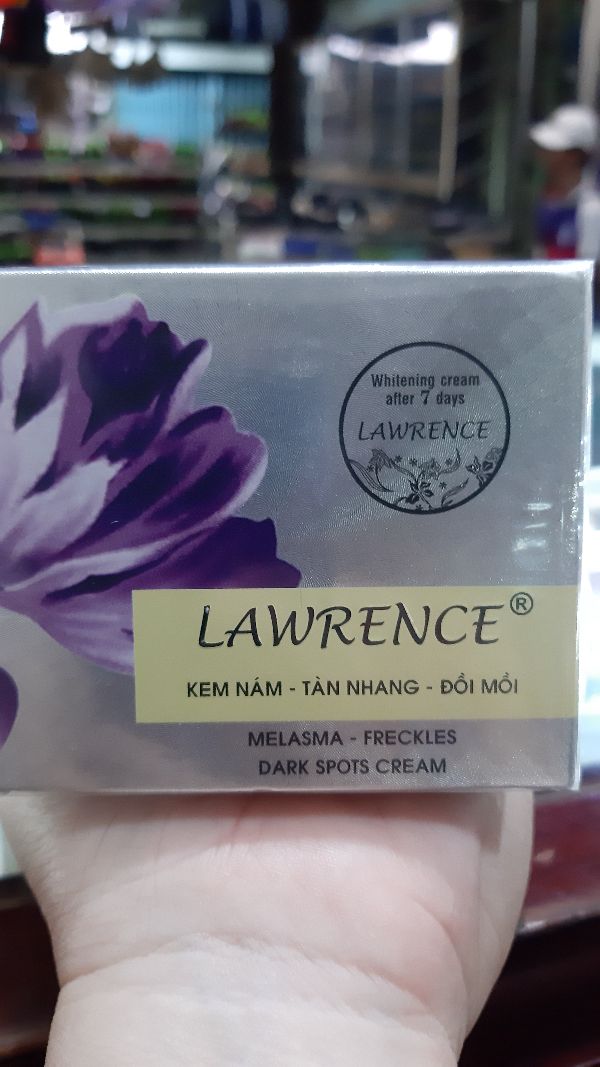 Whitening cream
after 7 days
LAWRENCE
LAWRENCE®
KEM NÁM - TÀN NHANG - ĐỒI MỒI
MELASMA - FRECKLES
DARK SPOTS CREAM